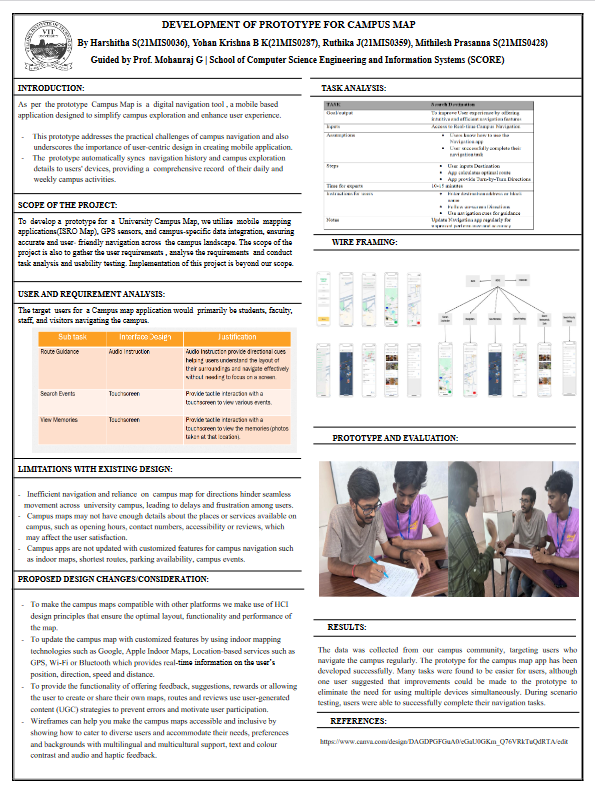 DEVELOPMENT OF PROTOTYPE FOR CAMPUS MAP
By Harshitha S(21MIS0036), Yohan Krishna B K(21MIS0287), Ruthika J(21MIS0359), Mithilesh Prasanna S(21MIS0428)
Guided by Prof. Mohanraj G | School of Computer Science Engineering and Information Systems (SCORE)
VIT
INTRODUCTION:
As per the prototype Campus Map is a digital navigation tool , a mobile based
application designed to simplify campus exploration and enhance user experience.
- This prototype addresses the practical challenges of campus navigation and also
underscores the importance of user-centric design in creating mobile application.
- The prototype automatically syncs navigation history and campus exploration
details to users' devices, providing a comprehensive record of their daily and
weekly campus activities.
SCOPE OF THE PROJECT:
To develop a prototype for a University Campus Map, we utilize mobile mapping
applications(ISRO Map), GPS sensors, and campus-specific data integration, ensuring
accurate and user- friendly navigation across the campus landscape. The scope of the
project is also to gather the user requirements , analyse the requirements and conduct
task analysis and usability testing. Implementation of this project is beyond our scope.
USER AND REQUIREMENT ANALYSIS:
The target users for a Campus map application would primarily be students, faculty,
staff, and visitors navigating the campus.
Sub task Interface Design Justification
Route Guidance Audio Instruction Audio Instruction provide directional cues
helping users understand the layout of
their surroundings and navigate effectively
without needing to focus on a screen.
Search Events Touchscreen Provide tactile interaction with a
touchscreen to view various events.
View Memories Touchscreen Provide tactile interaction with a
touchscreen to view the memories (photos
taken at that location).
LIMITATIONS WITH EXISTING DESIGN:
- Inefficient navigation and reliance on campus map for directions hinder seamless
movement across university campus, leading to delays and frustration among users.
- Campus maps may not have enough details about the places or services available on
campus, such as opening hours, contact numbers, accessibility or reviews, which
may affect the user satisfaction.
- Campus apps are not updated with customized features for campus navigation such
as indoor maps, shortest routes, parking availability, campus events.
PROPOSED DESIGN CHANGES/CONSIDERATION:
- To make the campus maps compatible with other platforms we make use of HCI
design principles that ensure the optimal layout, functionality and performance of
the map.
- To update the campus map with customized features by using indoor mapping
technologies such as Google, Apple Indoor Maps, Location-based services such as
GPS, Wi-Fi or Bluetooth which provides real-time information on the user's
position, direction, speed and distance.
- To provide the functionality of offering feedback, suggestions, rewards or allowing
the user to create or share their own maps, routes and reviews use user-generated
content (UGC) strategies to prevent errors and motivate user participation.
- Wireframes can help you make the campus maps accessible and inclusive by
showing how to cater to diverse users and accommodate their needs, preferences
and backgrounds with multilingual and multicultural support, text and colour
contrast and audio and haptic feedback.
TASK ANALYSIS:
TASK Search Destination
Goal/output To improve User experience by offering
intuitive and efficient navigation features
Inputs Access to Real-time Campus Navigation
Assumptions • Users know how to use the
Navigation app
• User successfully complete their
navigation task
Steps • User inputs Destination
• App calculates optimal route
• App provide Turn-by-Turn Directions
Time for experts 10-15 minutes
Instructions for users • Enter destination address or block
name
• Follow on-screen directions
• Use navigation cues for guidance
Notes Update Navigation app regularly for
improved performance and accuracy
WIRE FRAMING:
PROTOTYPE AND EVALUATION:
RESULTS:
The data was collected from our campus community, targeting users who
navigate the campus regularly. The prototype for the campus map app has been
developed successfully. Many tasks were found to be easier for users, although
one user suggested that improvements could be made to the prototype to
eliminate the need for using multiple devices simultaneously. During scenario
testing, users were able to successfully complete their navigation tasks.
REFERENCES: